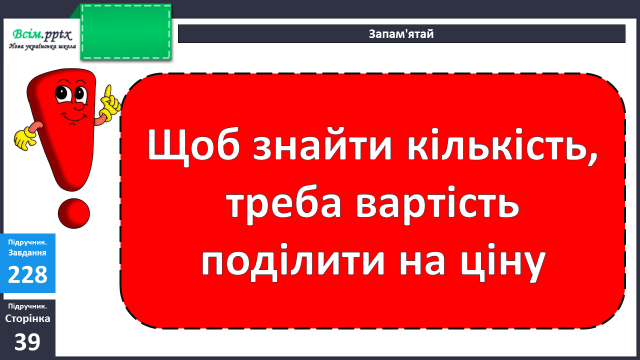 Всім.pptx
Нова українська школа
Запам'ятай
Щоб знайти кількість,
треба вартість
поділити на ціну
Підручник.
Завдання
228
Підручник.
Сторінка
39